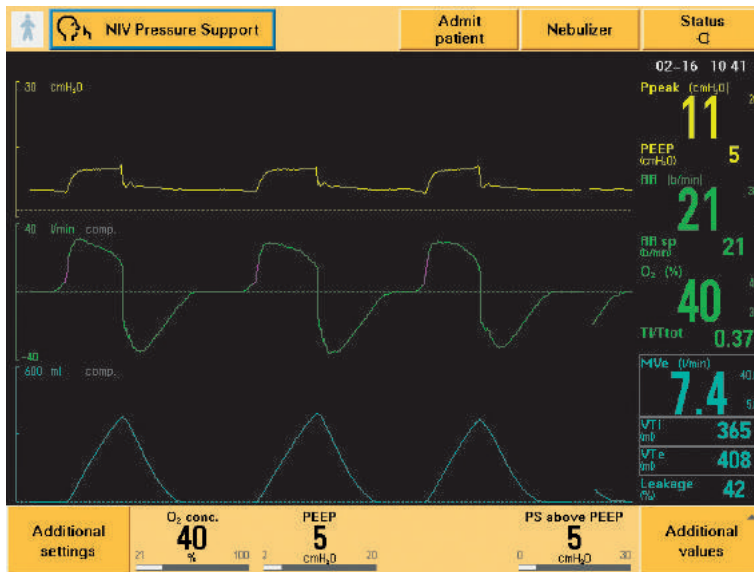 NIV Pressure Support
Admit patient
Nebulizer
Status
02-16 10 41
30 cmH₂O
Ppeak (cmH₂O)
11
PEEP (cmH₂O) 5
RR (b/min)
21
40 l/min comp.
RR sp (b/min) 21
O₂ (%)
40
-40
TI/Ttot 0.37
600 ml comp.
MVe (l/min)
7.4
VTi (ml) 365
VTe (ml) 408
Leakage (%) 42
Additional settings
O₂ conc.
40
21 % 100
PEEP
5
2 cmH₂O 20
PS above PEEP
5
0 cmH₂O 30
Additional values